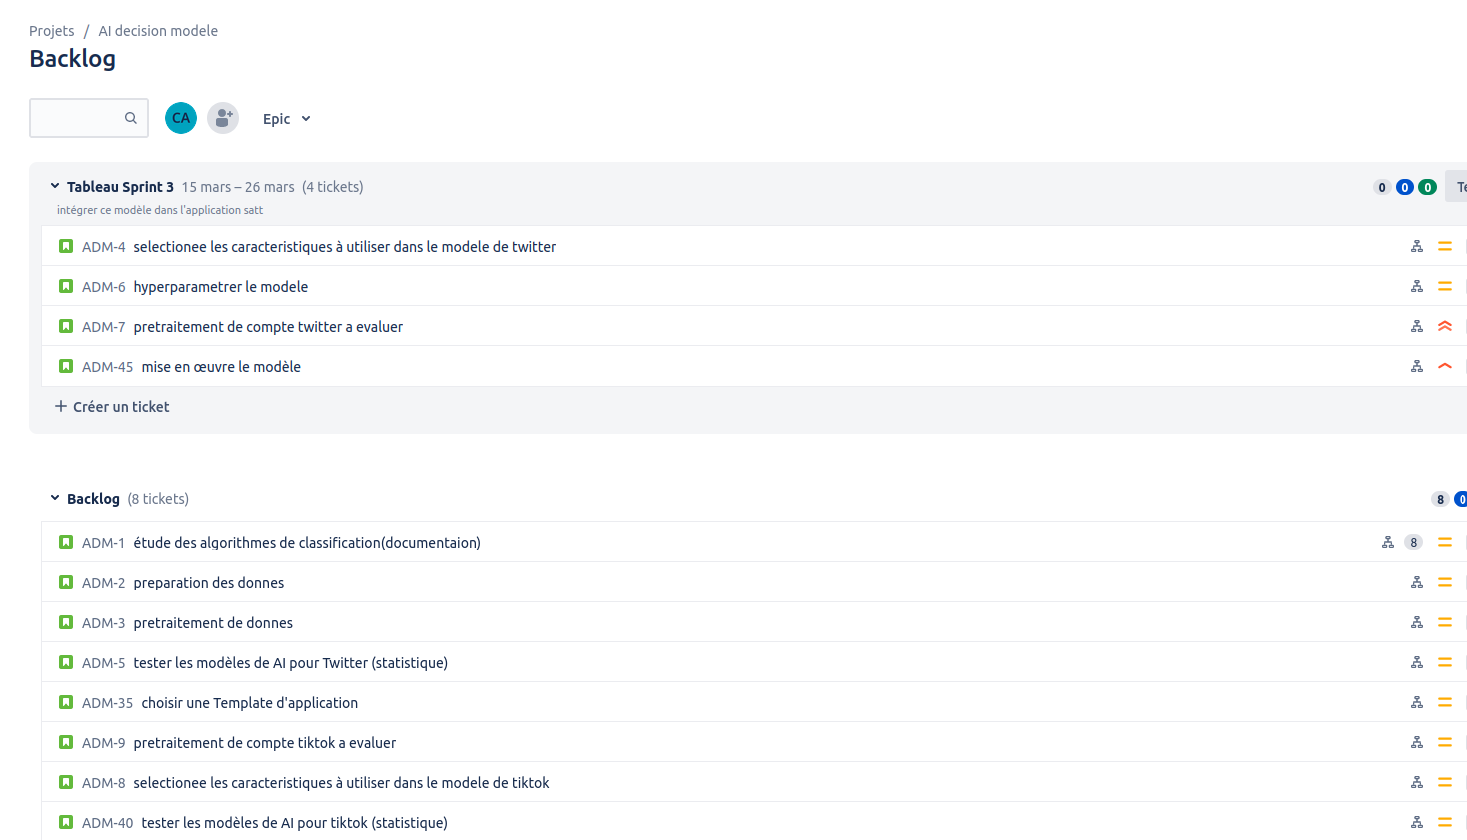 Projets / AI decision modele
Backlog
CA Epic
Tableau Sprint 3 15 mars – 26 mars (4 tickets) 0 0 0
intégrer ce modèle dans l'application satt
ADM-4 selectionee les caracteristiques à utiliser dans le modele de twitter
ADM-6 hyperparametrer le modele
ADM-7 pretraitement de compte twitter a evaluer
ADM-45 mise en œuvre le modèle
+ Créer un ticket
Backlog (8 tickets) 8 0
ADM-1 étude des algorithmes de classification(documentaion) 8
ADM-2 preparation des donnes
ADM-3 pretraitement de donnes
ADM-5 tester les modèles de AI pour Twitter (statistique)
ADM-35 choisir une Template d'application
ADM-9 pretraitement de compte tiktok a evaluer
ADM-8 selectionee les caracteristiques à utiliser dans le modele de tiktok
ADM-40 tester les modèles de AI pour tiktok (statistique)